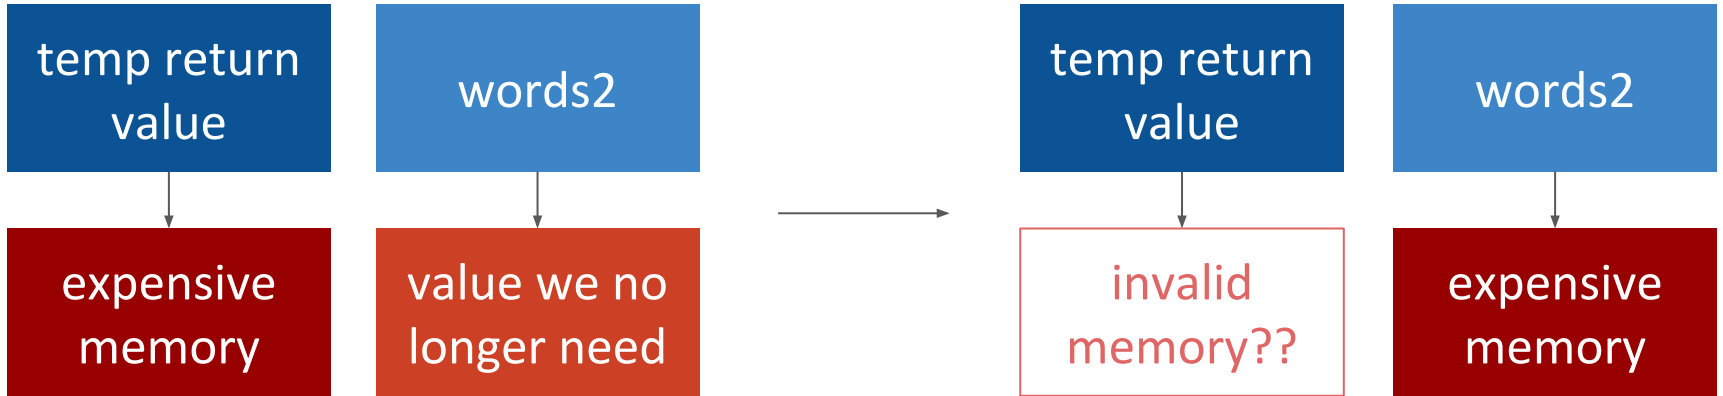 temp return
value
words2
temp return
value
words2
expensive
memory
value we no
longer need
invalid
memory??
expensive
memory